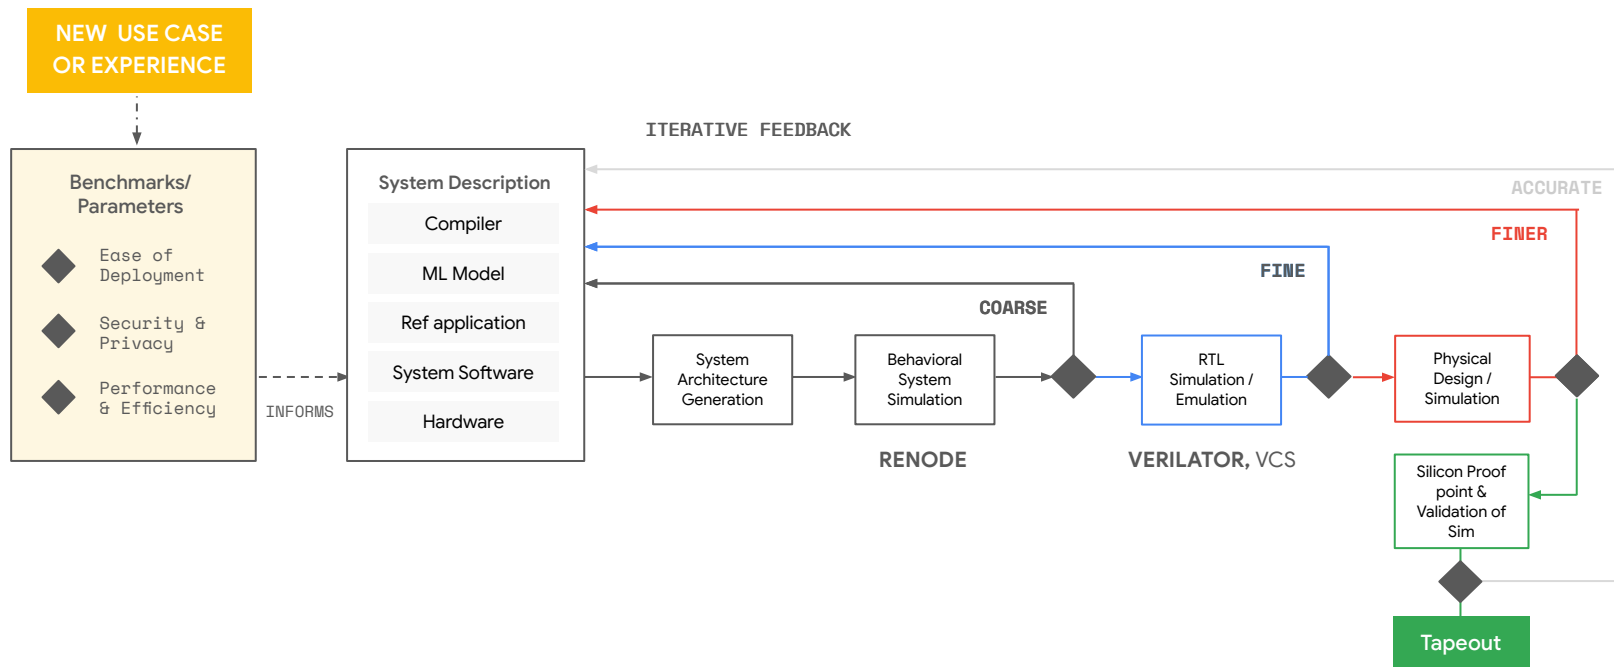 NEW USE CASE
OR EXPERIENCE
Benchmarks/
Parameters
Ease of
Deployment
Security &
Privacy
Performance
& Efficiency
INFORMS
ITERATIVE FEEDBACK
System Description
Compiler
ML Model
Ref application
System Software
Hardware
ACCURATE
FINER
FINE
COARSE
System
Architecture
Generation
Behavioral
System
Simulation
RENODE
RTL
Simulation /
Emulation
VERILATOR, VCS
Physical
Design /
Simulation
Silicon Proof
point &
Validation of
Sim
Tapeout